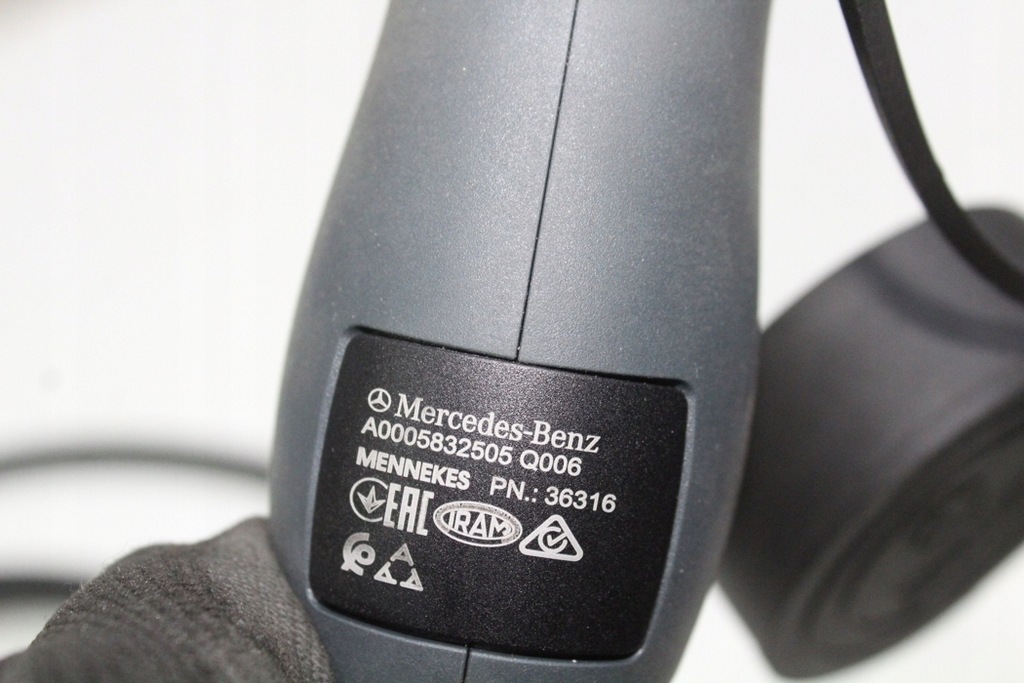 Mercedes-Benz
A0005832505 Q006
MENNEKES PN.: 36316
EAC IRAM